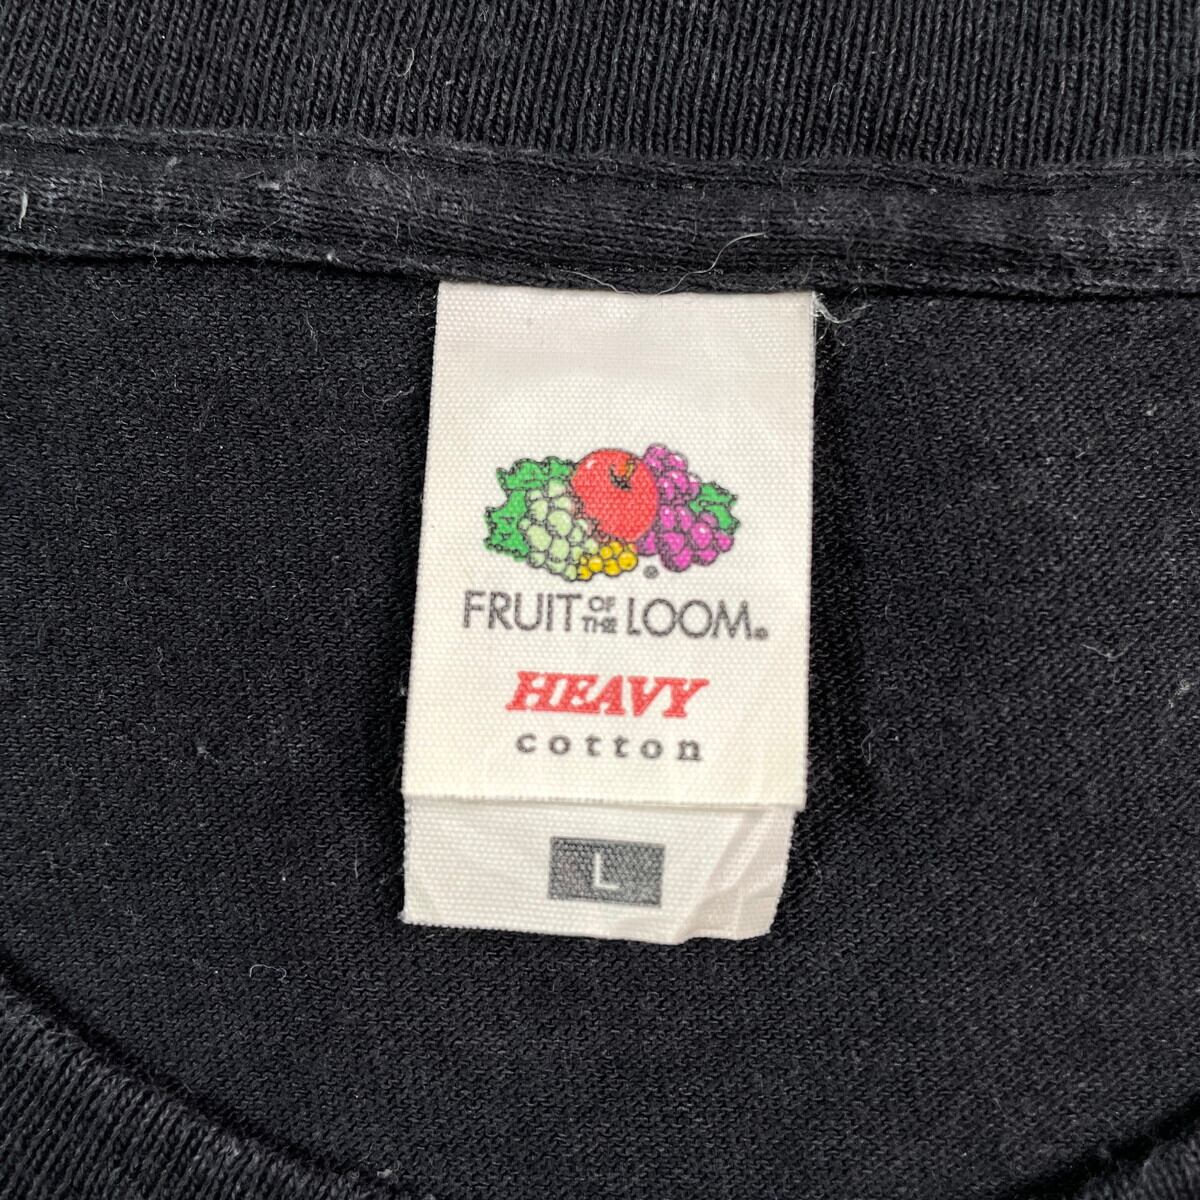 ®
FRUIT OF THE LOOM®
HEAVY
cotton
L